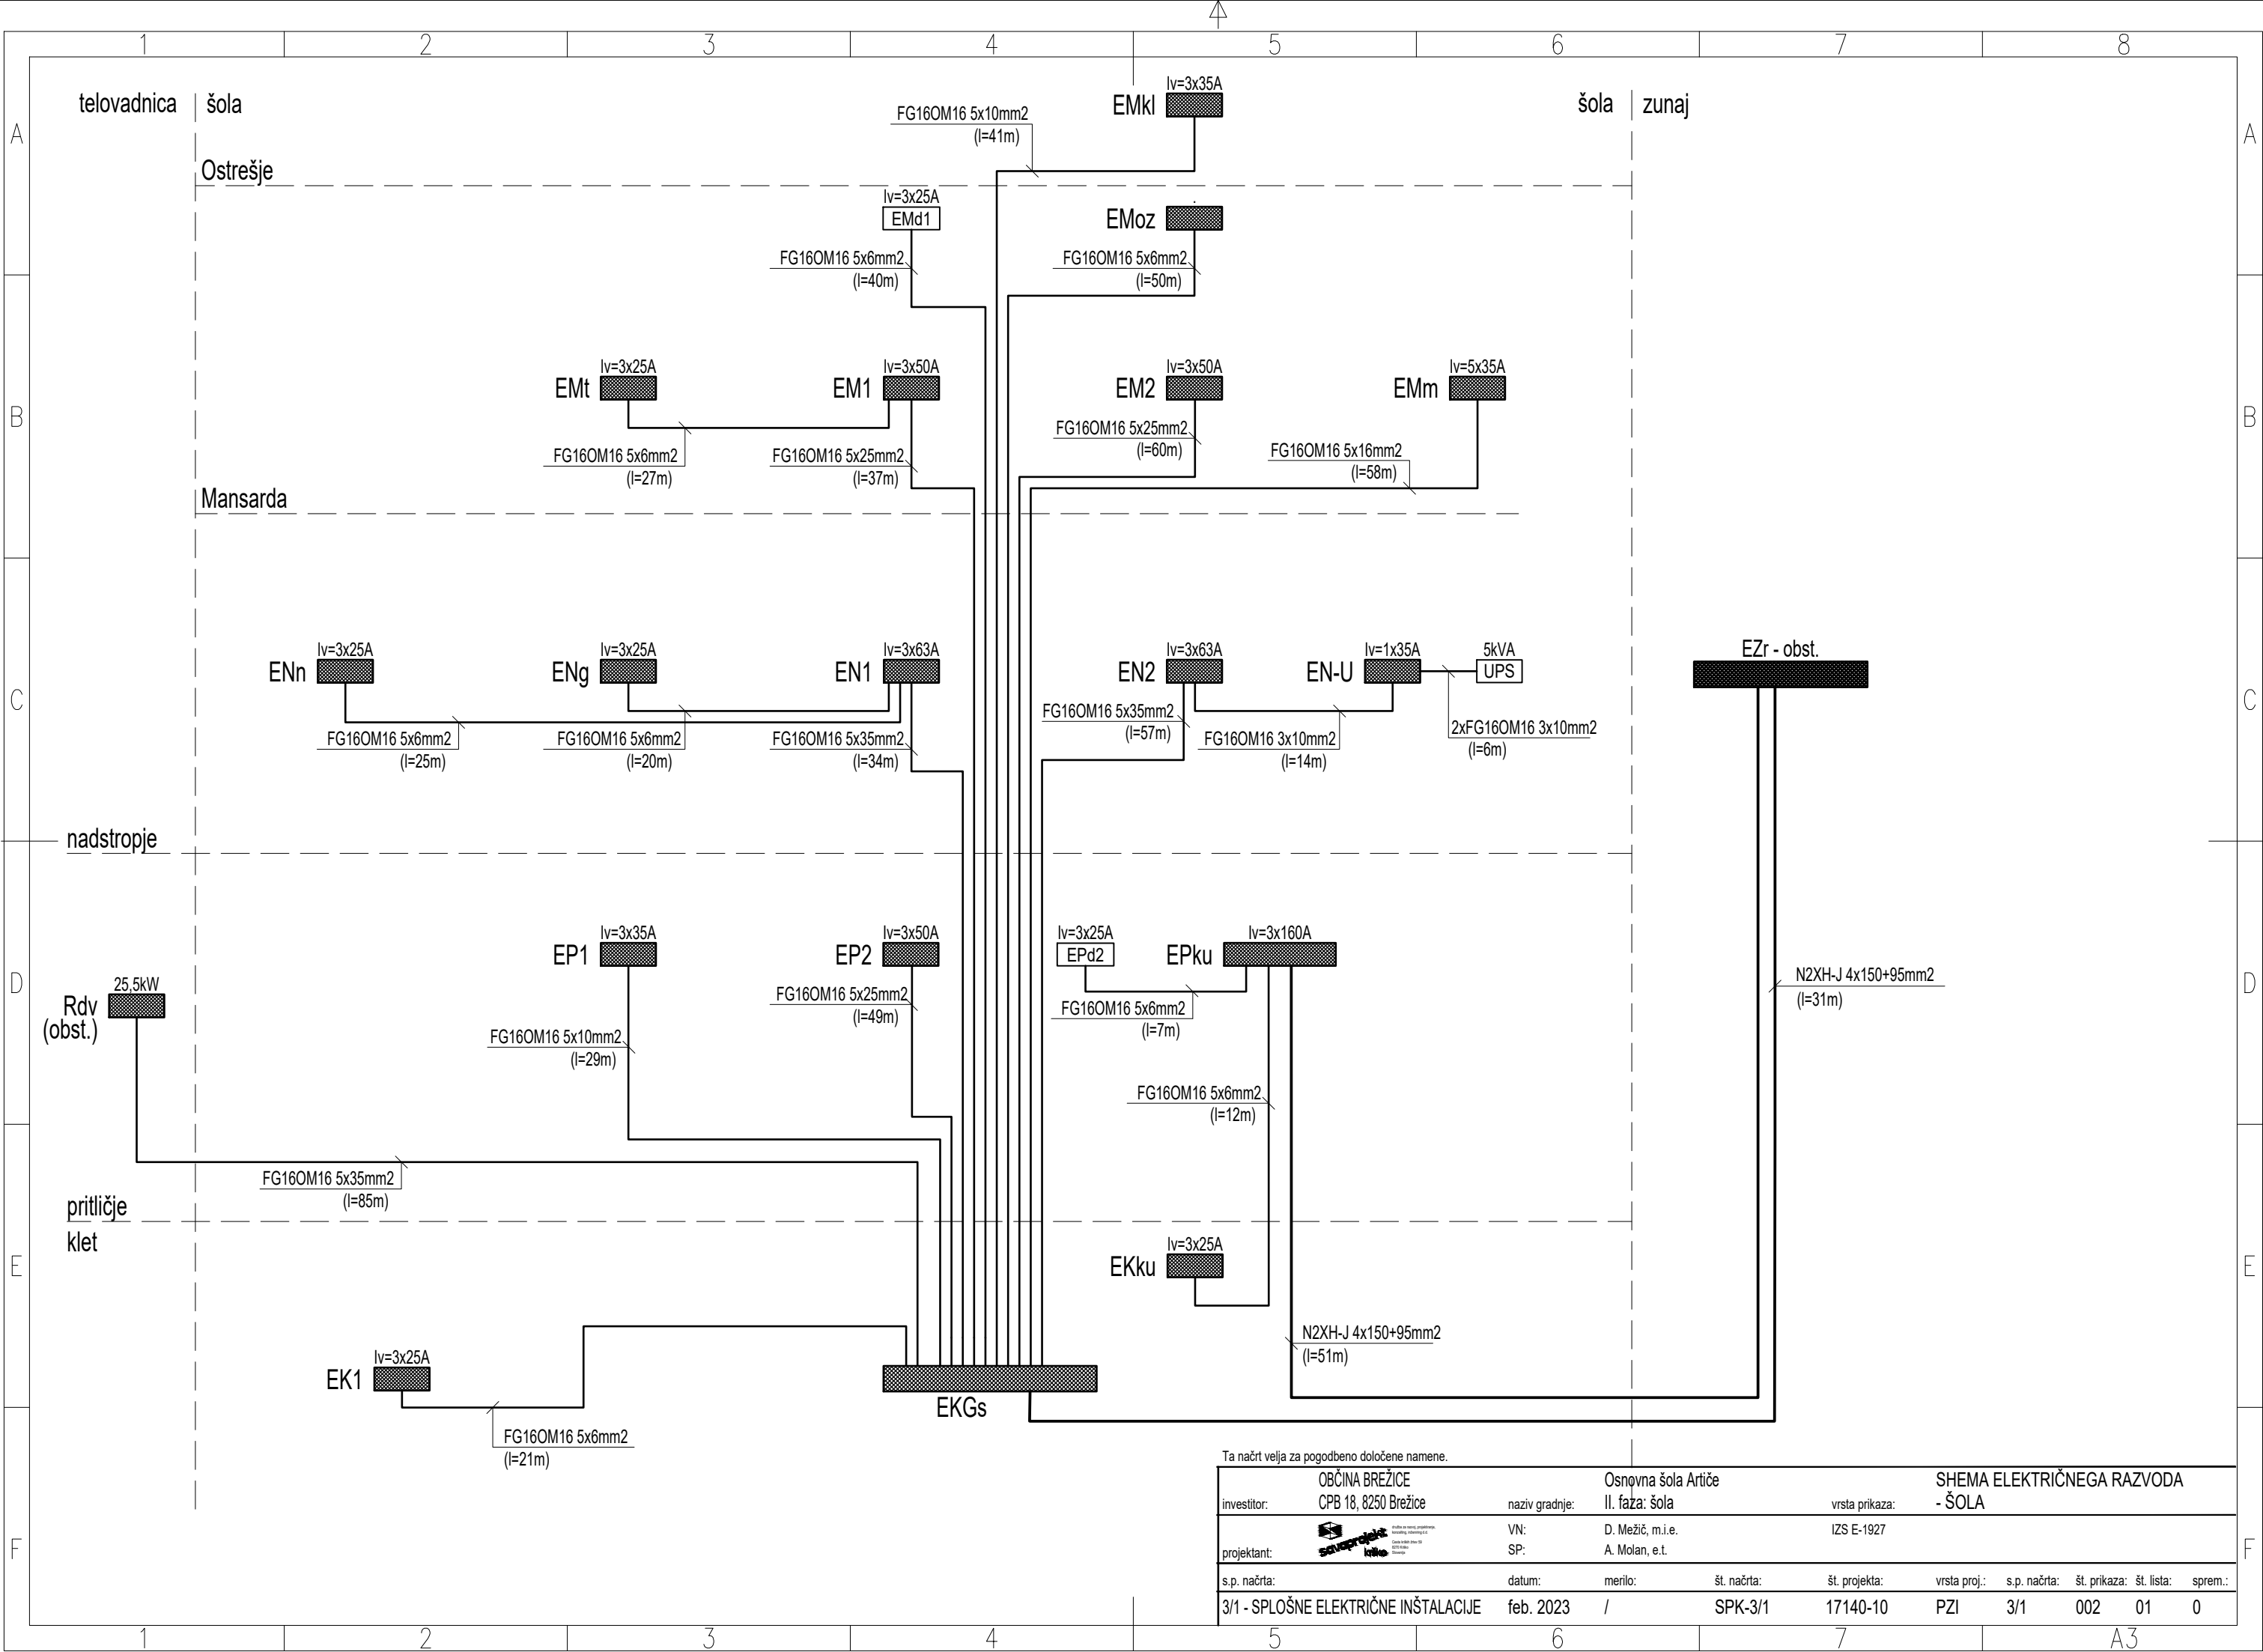 1 2 3 4 5 6 7 8
A A
B B
C C
D D
E E
F F
telovadnica
šola
šola
zunaj
Iv=3x35A
EMkl
FG16OM16 5x10mm2
(l=41m)
Ostrešje
Iv=3x25A
EMd1
EMoz
FG16OM16 5x6mm2
(l=40m)
FG16OM16 5x6mm2
(l=50m)
Iv=3x25A
EMt
Iv=3x50A
EM1
Iv=3x50A
EM2
Iv=5x35A
EMm
FG16OM16 5x6mm2
(l=27m)
FG16OM16 5x25mm2
(l=37m)
FG16OM16 5x25mm2
(l=60m)
FG16OM16 5x16mm2
(l=58m)
Mansarda
Iv=3x25A
ENn
Iv=3x25A
ENg
Iv=3x63A
EN1
Iv=3x63A
EN2
Iv=1x35A
EN-U
5kVA
UPS
EZr - obst.
FG16OM16 5x6mm2
(l=25m)
FG16OM16 5x6mm2
(l=20m)
FG16OM16 5x35mm2
(l=34m)
FG16OM16 5x35mm2
(l=57m)
FG16OM16 3x10mm2
(l=14m)
2xFG16OM16 3x10mm2
(l=6m)
nadstropje
Iv=3x35A
EP1
Iv=3x50A
EP2
Iv=3x25A
EPd2
Iv=3x160A
EPku
25,5kW
Rdv
(obst.)
FG16OM16 5x10mm2
(l=29m)
FG16OM16 5x25mm2
(l=49m)
FG16OM16 5x6mm2
(l=7m)
N2XH-J 4x150+95mm2
(l=31m)
FG16OM16 5x6mm2
(l=12m)
FG16OM16 5x35mm2
(l=85m)
pritličje
klet
Iv=3x25A
EKku
N2XH-J 4x150+95mm2
(l=51m)
Iv=3x25A
EK1
EKGs
FG16OM16 5x6mm2
(l=21m)
Ta načrt velja za pogodbeno določene namene.
investitor:
OBČINA BREŽICE
CPB 18, 8250 Brežice
naziv gradnje:
Osnovna šola Artiče
II. faza: šola
vrsta prikaza:
SHEMA ELEKTRIČNEGA RAZVODA
- ŠOLA
projektant:
savaprojekt
krško
VN: D. Mežič, m.i.e. IZS E-1927
SP: A. Molan, e.t.
s.p. načrta: datum: merilo: št. načrta: št. projekta: vrsta proj.: s.p. načrta: št. prikaza: št. lista: sprem.:
3/1 - SPLOŠNE ELEKTRIČNE INŠTALACIJE feb. 2023 / SPK-3/1 17140-10 PZI 3/1 002 01 0
1 2 3 4 5 6 7 A3